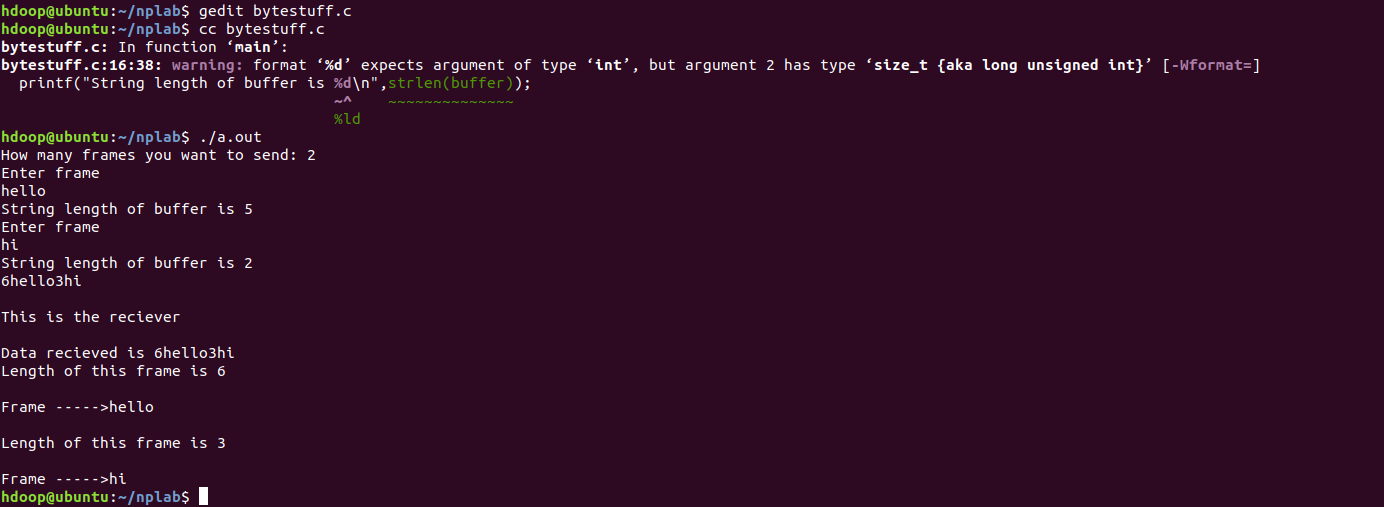 hdoop@ubuntu:~/nplab$ gedit bytestuff.c
hdoop@ubuntu:~/nplab$ cc bytestuff.c
bytestuff.c: In function ‘main’:
bytestuff.c:16:38: warning: format ‘%d’ expects argument of type ‘int’, but argument 2 has type ‘size_t {aka long unsigned int}’ [-Wformat=]
  printf("String length of buffer is %d\n",strlen(buffer));
                                     ~^    ~~~~~~~~~~~~~~
                                     %ld
hdoop@ubuntu:~/nplab$ ./a.out
How many frames you want to send: 2
Enter frame
hello
String length of buffer is 5
Enter frame
hi
String length of buffer is 2
6hello3hi

This is the reciever

Data recieved is 6hello3hi
Length of this frame is 6

Frame ----->hello

Length of this frame is 3

Frame ----->hi
hdoop@ubuntu:~/nplab$